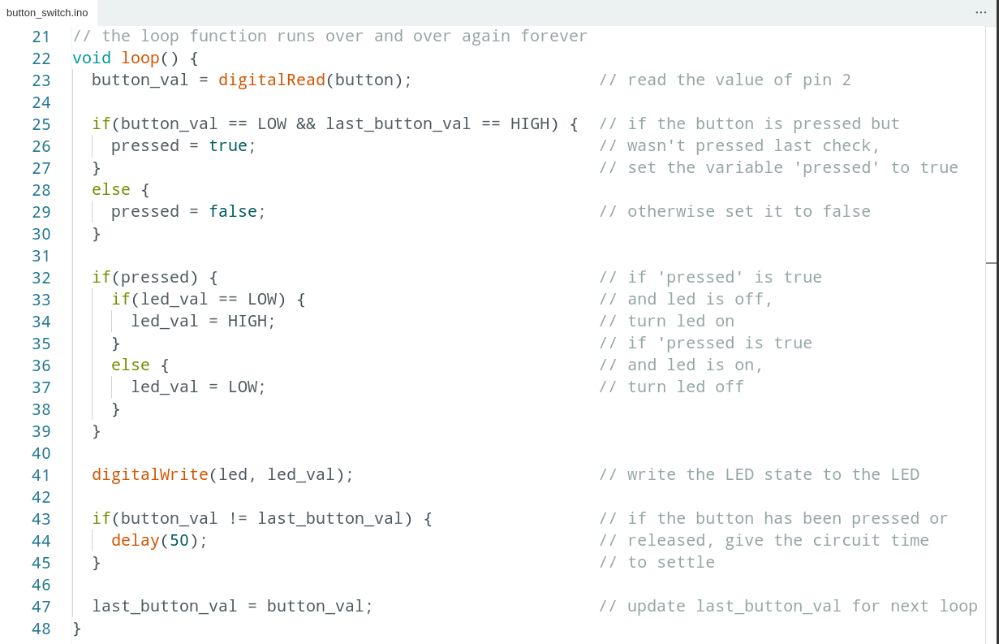 button_switch.ino ...
21 // the loop function runs over and over again forever
22 void loop() {
23   button_val = digitalRead(button);                   // read the value of pin 2
24
25   if(button_val == LOW && last_button_val == HIGH) {  // if the button is pressed but
26     pressed = true;                                   // wasn't pressed last check,
27   }                                                   // set the variable 'pressed' to true
28   else {
29     pressed = false;                                  // otherwise set it to false
30   }
31
32   if(pressed) {                                       // if 'pressed' is true
33     if(led_val == LOW) {                              // and led is off,
34       led_val = HIGH;                                 // turn led on
35     }                                                 // if 'pressed is true
36     else {                                            // and led is on,
37       led_val = LOW;                                  // turn led off
38     }
39   }
40
41   digitalWrite(led, led_val);                         // write the LED state to the LED
42
43   if(button_val != last_button_val) {                 // if the button has been pressed or
44     delay(50);                                        // released, give the circuit time
45   }                                                   // to settle
46
47   last_button_val = button_val;                       // update last_button_val for next loop
48 }